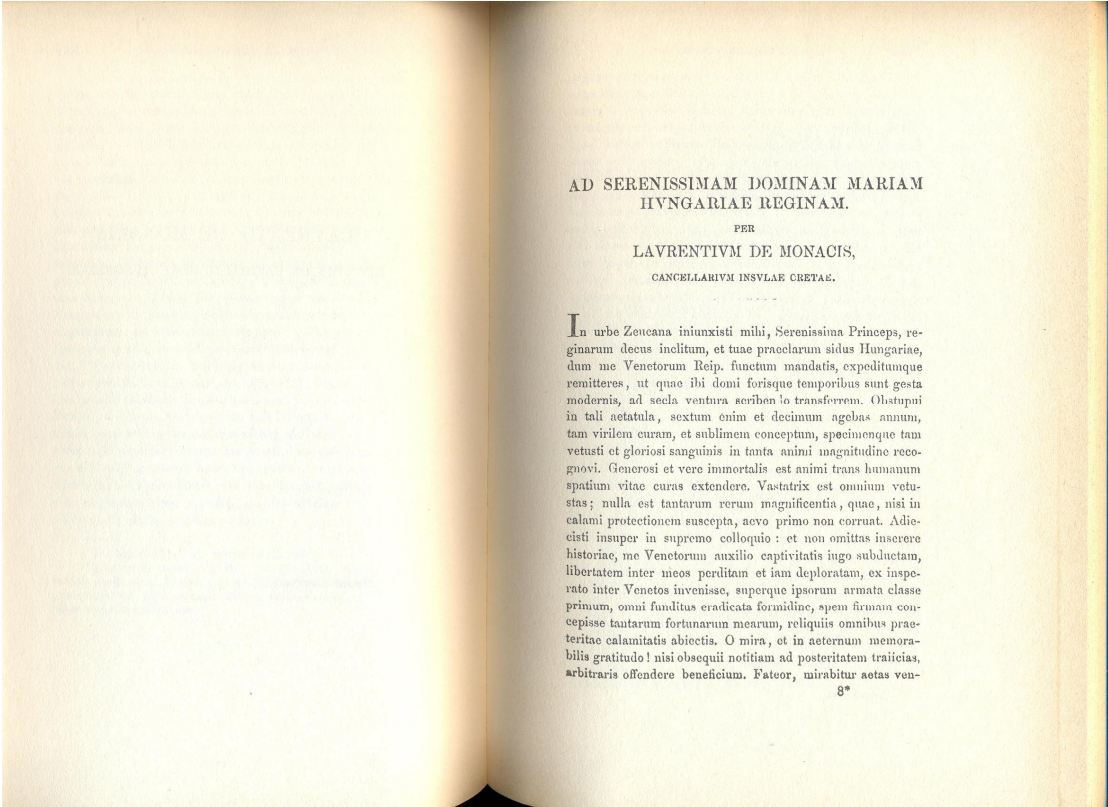 AD SERENISSIMAM DOMINAM MARIAM
HVNGARIAE REGINAM.
PER
LAVRENTIVM DE MONACIS,
CANCELLARIVM INSVLAE CRETAE.
In urbe Zencana iniunxisti mihi, Serenissima Princeps, re-
ginarum decus inclitum, et tuae praeclarum sidus Hungariae,
dum me Venetorum Reip. functum mandatis, expeditumque
remitteres, ut quae ibi domi forisque temporibus sunt gesta
modernis, ad secla ventura scribendo transferrem. Obstupui
in tali aetatula, sextum enim et decimum agebas annum,
tam virilem curam, et sublimem conceptum, specimenque tam
vetusti et gloriosi sanguinis in tanta animi magnitudine reco-
gnovi. Generosi et vere immortalis est animi trans humanum
spatium vitae curas extendere. Vastatrix est omnium vetu-
stas; nulla est tantarum rerum magnificentia, quae, nisi in
calami protectionem suscepta, aevo primo non corruat. Adie-
cisti insuper in supremo colloquio : et non omittas inserere
historiae, me Venetorum auxilio captivitatis iugo subductam,
libertatem inter meos perditam et iam deploratam, ex inspe-
rato inter Venetos invenisse, superque ipsorum armata classe
primum, omni funditus eradicata formidine, spem firmam con-
cepisse tantarum fortunarum mearum, reliquiis omnibus prae-
teritae calamitatis abiectis. O mira, et in aeternum memora-
bilis gratitudo! nisi obsequii notitiam ad posteritatem traiicias,
arbitraris offendere beneficium. Fateor, mirabitur aetas ven-
8*